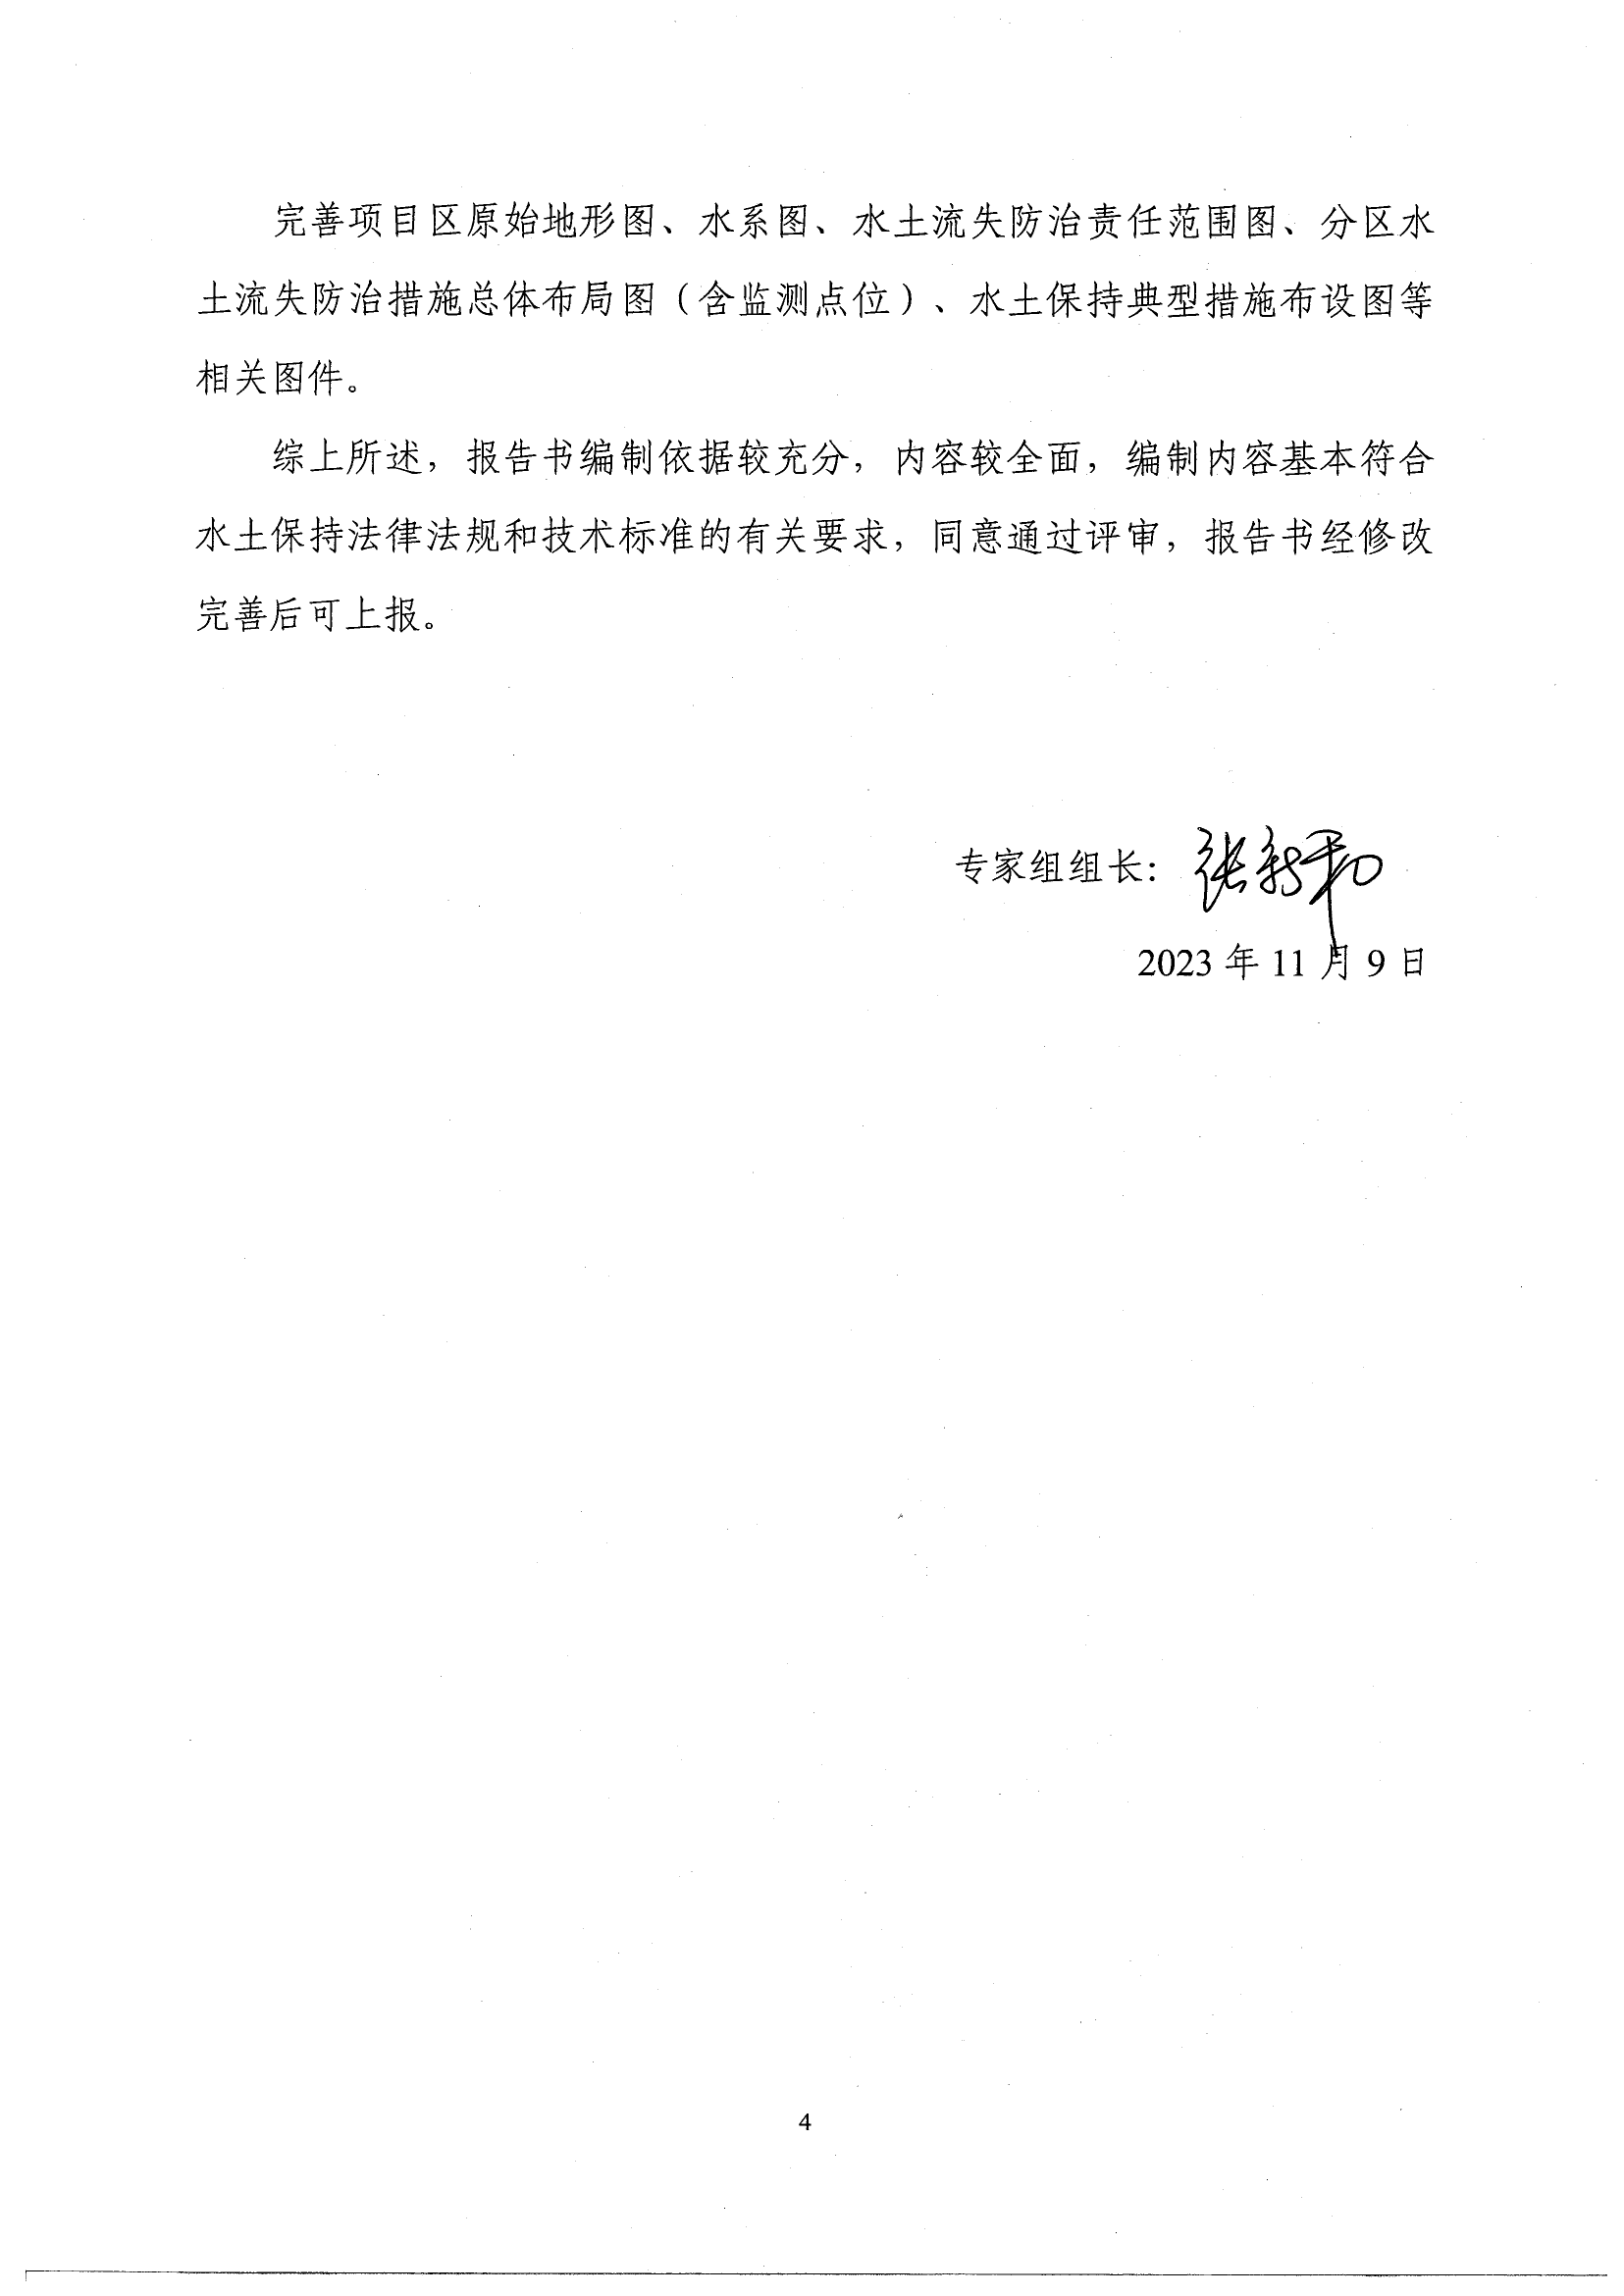 完善项目区原始地形图、水系图、水土流失防治责任范围图、分区水
土流失防治措施总体布局图（含监测点位）、水土保持典型措施布设图等
相关图件。
综上所述，报告书编制依据较充分，内容较全面，编制内容基本符合
水土保持法律法规和技术标准的有关要求，同意通过评审，报告书经修改
完善后可上报。
专家组组长：张新和
2023 年 11 月 9 日
4